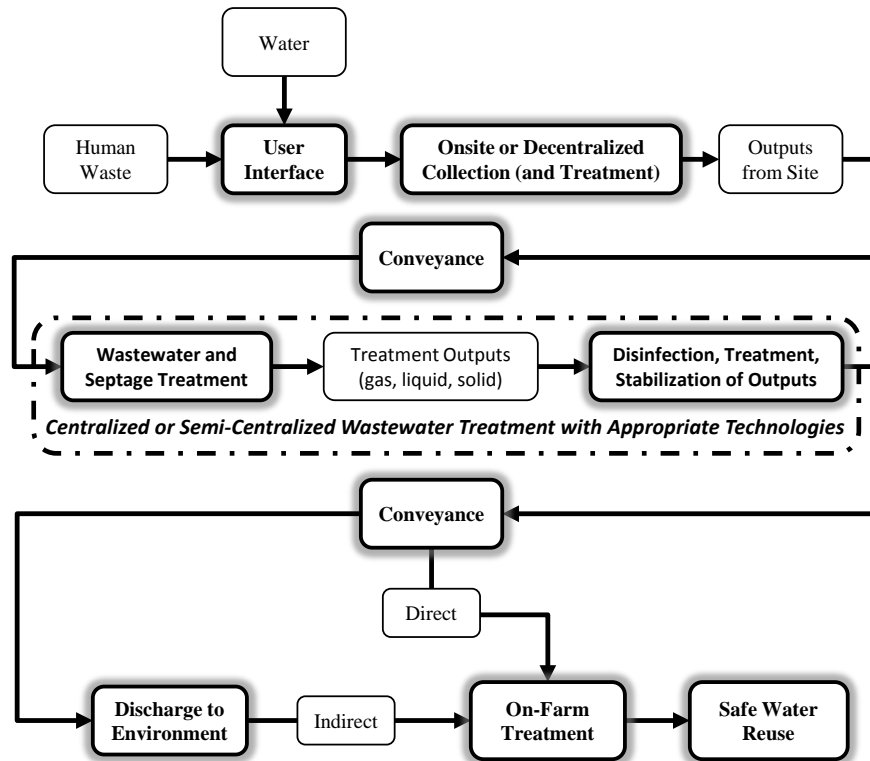 Water
Human
Waste
User
Interface
Onsite or Decentralized
Collection (and Treatment)
Outputs
from Site
Conveyance
Wastewater and
Septage Treatment
Treatment Outputs
(gas, liquid, solid)
Disinfection, Treatment,
Stabilization of Outputs
Centralized or Semi-Centralized Wastewater Treatment with Appropriate Technologies
Conveyance
Direct
Discharge to
Environment
Indirect
On-Farm
Treatment
Safe Water
Reuse